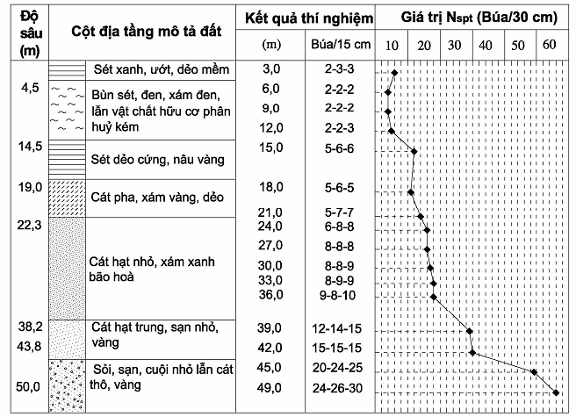 Độ sâu (m)
Cột địa tầng mô tả đất
Kết quả thí nghiệm
Giá trị Nspt (Búa/30 cm)
(m) Búa/15 cm
10 20 30 40 50 60
Sét xanh, ướt, dẻo mềm
3,0 2-3-3
4,5
Bùn sét, đen, xám đen,
lẫn vật chất hữu cơ phân
huỷ kém
6,0 2-2-2
9,0 2-2-2
12,0 2-2-3
14,5
Sét dẻo cứng, nâu vàng
15,0 5-6-6
19,0
Cát pha, xám vàng, dẻo
18,0 5-6-5
21,0 5-7-7
22,3
Cát hạt nhỏ, xám xanh
bão hoà
24,0 6-8-8
27,0 8-8-8
30,0 8-8-9
33,0 8-9-9
36,0 9-8-10
38,2
Cát hạt trung, sạn nhỏ,
vàng
39,0 12-14-15
43,8
42,0 15-15-15
Sỏi, sạn, cuội nhỏ lẫn cát
thô, vàng
45,0 20-24-25
50,0
49,0 24-26-30